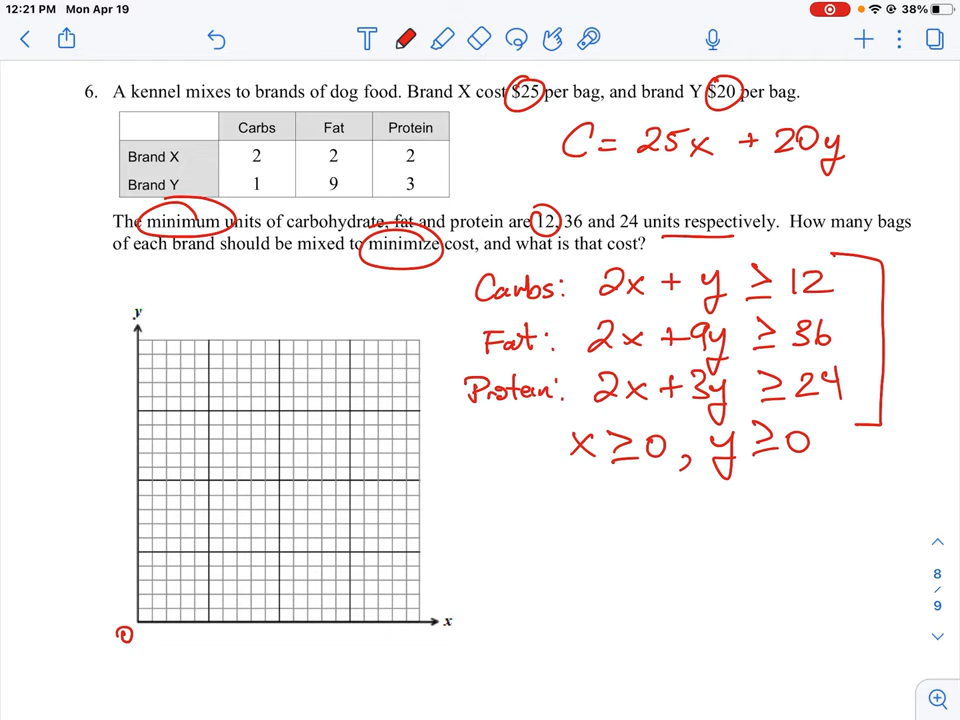 12:21 PM Mon Apr 19 38%
6. A kennel mixes to brands of dog food. Brand X cost $25 per bag, and brand Y $20 per bag.
Carbs Fat Protein
Brand X 2 2 2
Brand Y 1 9 3
C = 25x + 20y
The minimum units of carbohydrate, fat and protein are 12, 36 and 24 units respectively. How many bags
of each brand should be mixed to minimize cost, and what is that cost?
Carbs: 2x + y ≥ 12
Fat: 2x + 9y ≥ 36
Protein: 2x + 3y ≥ 24
x ≥ 0, y ≥ 0
y
x
0
8
/
9